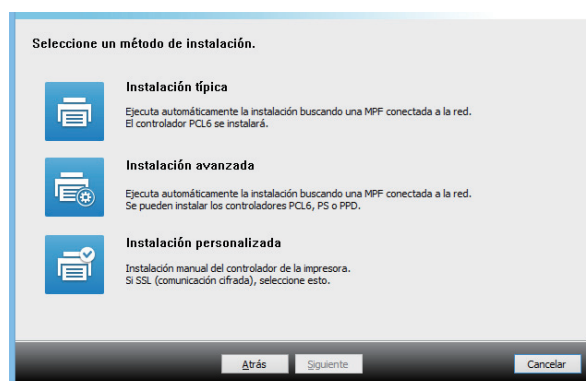 Seleccione un método de instalación.
Instalación típica
Ejecuta automáticamente la instalación buscando una MPF conectada a la red.
El controlador PCL6 se instalará.
Instalación avanzada
Ejecuta automáticamente la instalación buscando una MPF conectada a la red.
Se pueden instalar los controladores PCL6, PS o PPD.
Instalación personalizada
Instalación manual del controlador de la impresora.
Si SSL (comunicación cifrada), seleccione esto.
Atrás Siguiente Cancelar